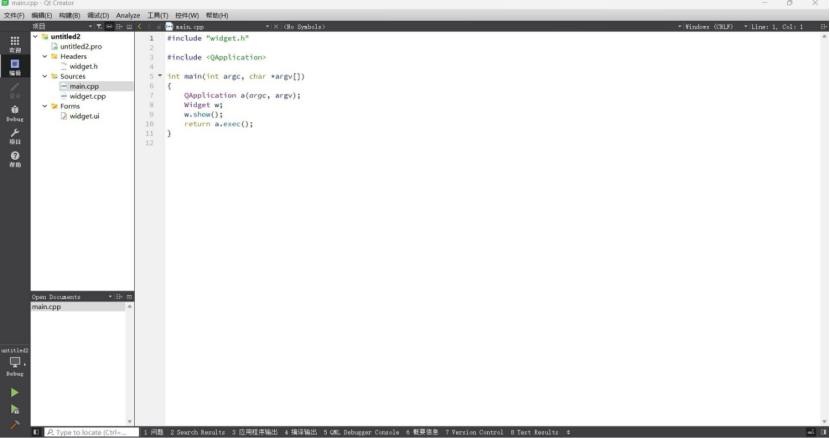 main.cpp - Qt Creator
文件(F) 编辑(E) 构建(B) 调试(D) Analyze 工具(T) 控件(W) 帮助(H)
项目
main.cpp
<No Symbols>
Windows (CRLF)
Line: 1, Col: 1
欢迎
编辑
设计
Debug
项目
帮助
untitled2
untitled2.pro
Headers
widget.h
Sources
main.cpp
widget.cpp
Forms
widget.ui
1 #include "widget.h"
2
3 #include <QApplication>
4
5 int main(int argc, char *argv[])
6 {
7 QApplication a(argc, argv);
8 Widget w;
9 w.show();
10 return a.exec();
11 }
12
Open Documents
main.cpp
untitled2
Debug
Type to locate (Ctrl+...
1 问题 2 Search Results 3 应用程序输出 4 编译输出 5 QML Debugger Console 6 概要信息 7 Version Control 8 Test Results